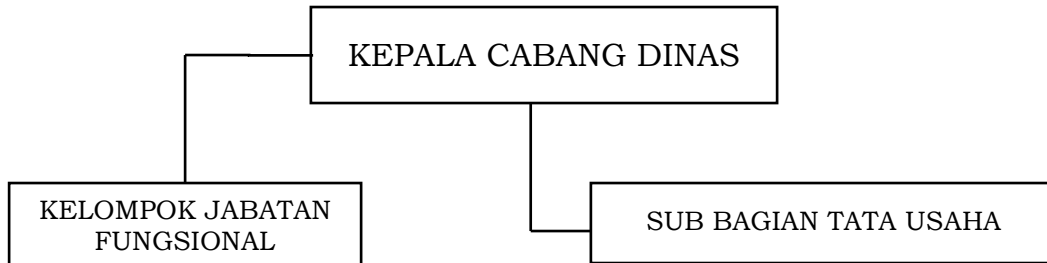 KEPALA CABANG DINAS
KELOMPOK JABATAN
FUNGSIONAL
SUB BAGIAN TATA USAHA